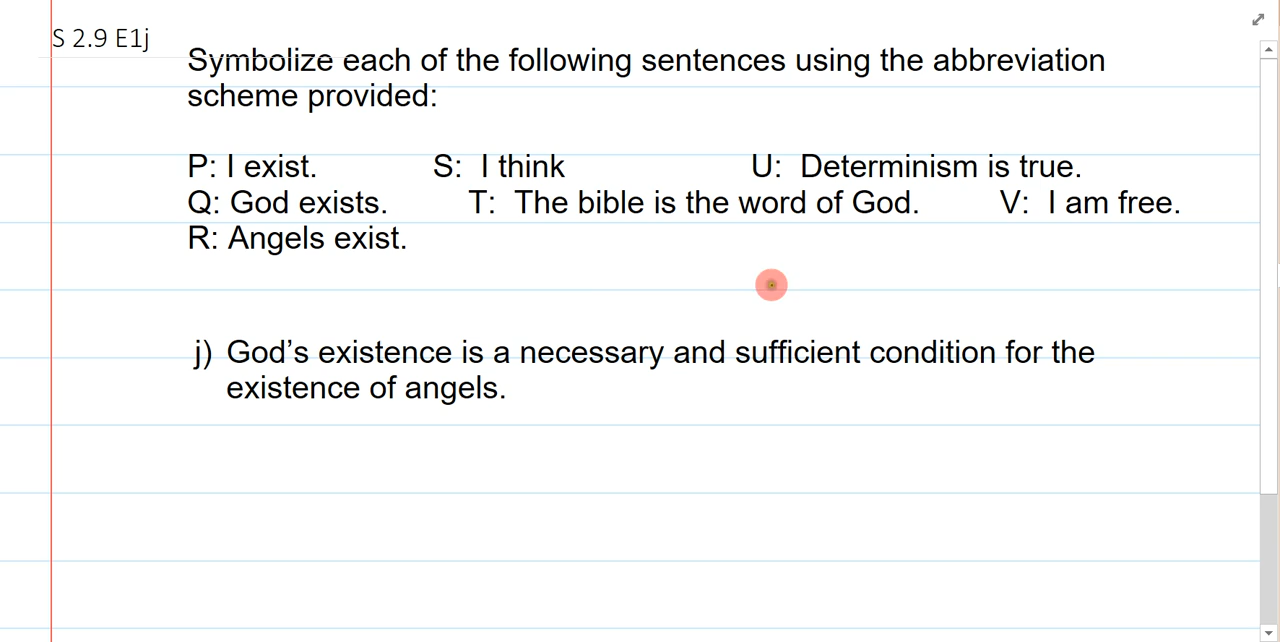 S 2.9 E1j
Symbolize each of the following sentences using the abbreviation
scheme provided:
P: I exist. S: I think U: Determinism is true.
Q: God exists. T: The bible is the word of God. V: I am free.
R: Angels exist.
j) God’s existence is a necessary and sufficient condition for the
existence of angels.